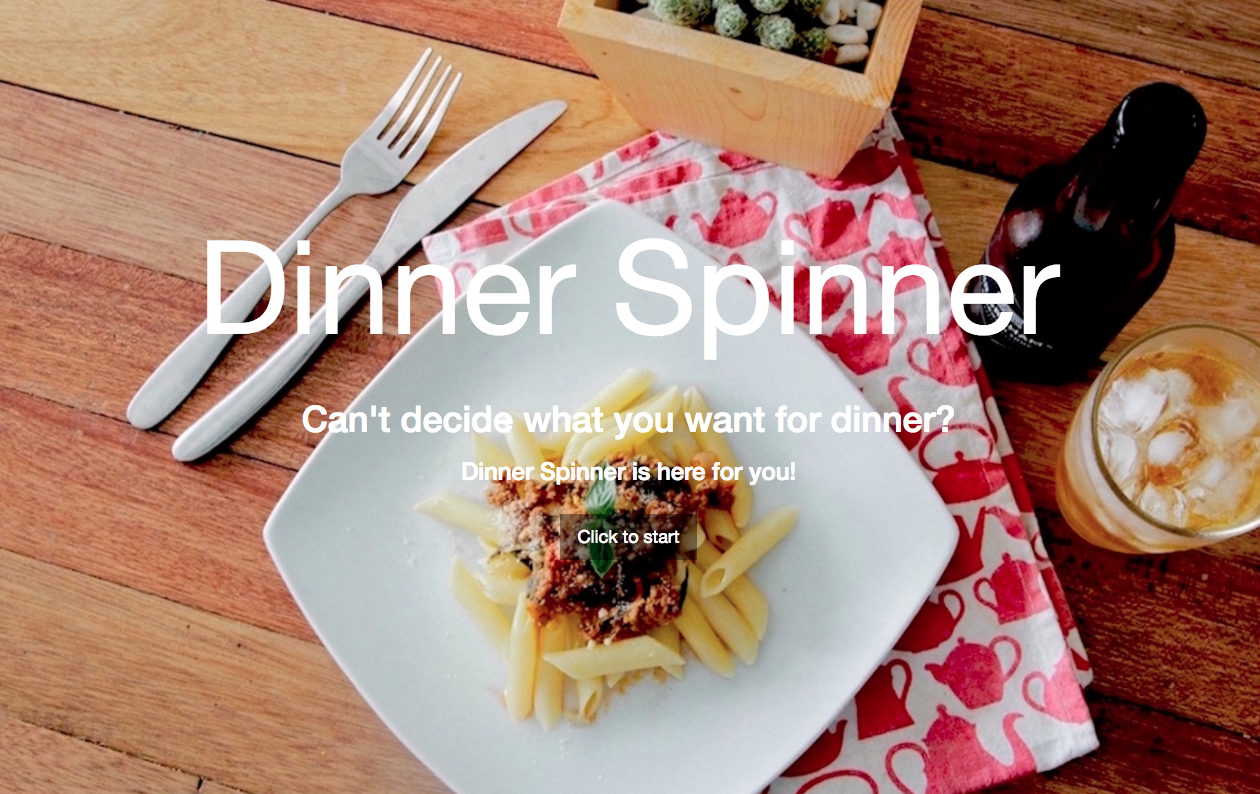 Dinner Spinner
Can't decide what you want for dinner?
Dinner Spinner is here for you!
Click to start